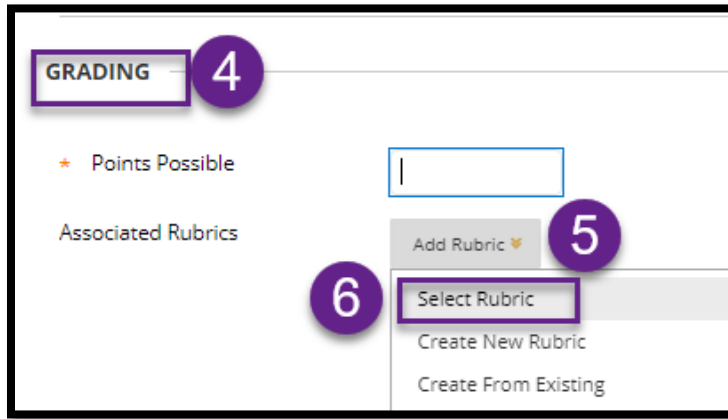 GRADING 4
* Points Possible
Associated Rubrics
Add Rubric 5
6 Select Rubric
Create New Rubric
Create From Existing